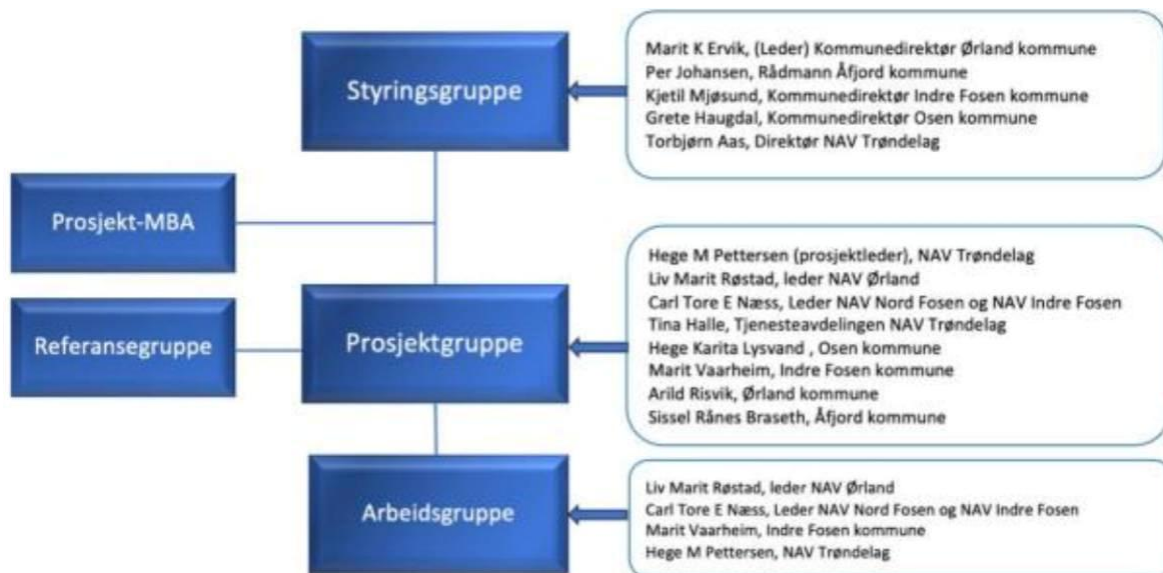 Styringsgruppe
Marit K Ervik, (Leder) Kommunedirektør Ørland kommune
Per Johansen, Rådmann Åfjord kommune
Kjetil Mjøsund, Kommunedirektør Indre Fosen kommune
Grete Haugdal, Kommunedirektør Osen kommune
Torbjørn Aas, Direktør NAV Trøndelag
Prosjekt-MBA
Referansegruppe
Prosjektgruppe
Hege M Pettersen (prosjektleder), NAV Trøndelag
Liv Marit Røstad, leder NAV Ørland
Carl Tore E Næss, Leder NAV Nord Fosen og NAV Indre Fosen
Tina Halle, Tjenesteavdelingen NAV Trøndelag
Hege Karita Lysvand , Osen kommune
Marit Vaarheim, Indre Fosen kommune
Arild Risvik, Ørland kommune
Sissel Rånes Braseth, Åfjord kommune
Arbeidsgruppe
Liv Marit Røstad, leder NAV Ørland
Carl Tore E Næss, Leder NAV Nord Fosen og NAV Indre Fosen
Marit Vaarheim, Indre Fosen kommune
Hege M Pettersen, NAV Trøndelag